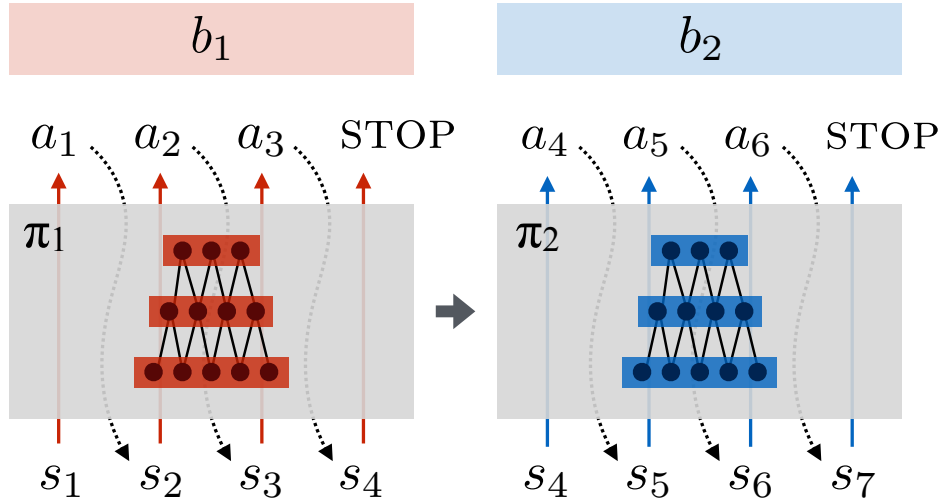 b₁ b₂
a₁ a₂ a₃ STOP a₄ a₅ a₆ STOP
π₁ π₂
s₁ s₂ s₃ s₄ s₄ s₅ s₆ s₇